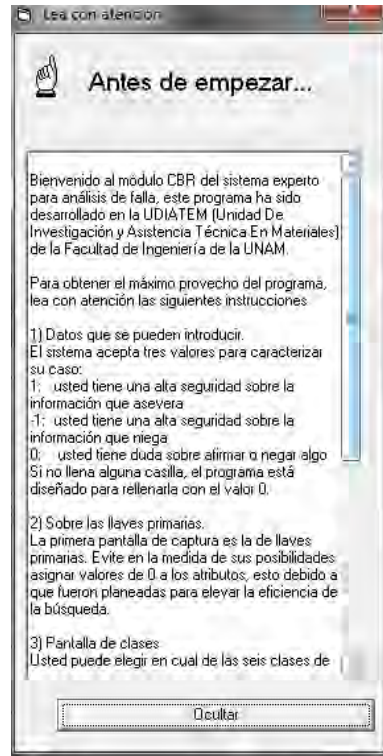 Lea con atención
Antes de empezar...
Bienvenido al módulo CBR del sistema experto
para análisis de falla, este programa ha sido
desarrollado en la UDIATEM (Unidad De
Investigación y Asistencia Técnica En Materiales)
de la Facultad de Ingeniería de la UNAM.
Para obtener el máximo provecho del programa,
lea con atención las siguientes instrucciones
1) Datos que se pueden introducir.
El sistema acepta tres valores para caracterizar
su caso:
1: usted tiene una alta seguridad sobre la
información que asevera
-1: usted tiene una alta seguridad sobre la
información que niega
0: usted tiene duda sobre afirmar o negar algo
Si no llena alguna casilla, el programa está
diseñado para rellenarla con el valor 0.
2) Sobre las llaves primarias.
La primera pantalla de captura es la de llaves
primarias. Evite en la medida de sus posibilidades
asignar valores de 0 a los atributos, esto debido a
que fueron planeadas para elevar la eficiencia de
la búsqueda.
3) Pantalla de clases
Usted puede elegir en cual de las seis clases de
Ocultar